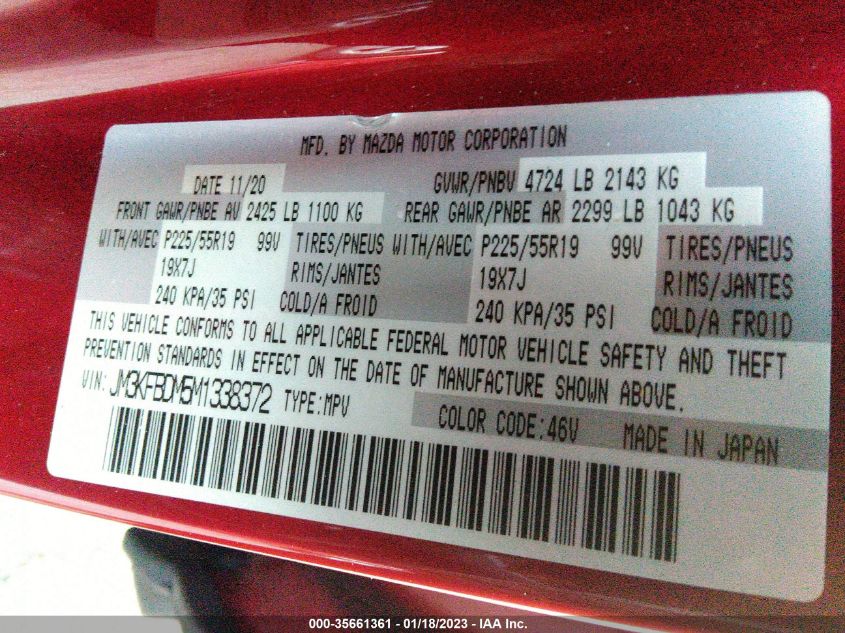 MFD. BY MAZDA MOTOR CORPORATION
DATE 11/20 GVWR/PNBV 4724 LB 2143 KG
FRONT GAWR/PNBE AV 2425 LB 1100 KG REAR GAWR/PNBE AR 2299 LB 1043 KG
WITH/AVEC P225/55R19 99V TIRES/PNEUS WITH/AVEC P225/55R19 99V TIRES/PNEUS
19X7J RIMS/JANTES 19X7J RIMS/JANTES
240 KPA/35 PSI COLD/A FROID 240 KPA/35 PSI COLD/A FROID
THIS VEHICLE CONFORMS TO ALL APPLICABLE FEDERAL MOTOR VEHICLE SAFETY AND THEFT
PREVENTION STANDARDS IN EFFECT ON THE DATE OF MANUFACTURE SHOWN ABOVE.
VIN: JM3KFBDM5M1338372 TYPE:MPV
COLOR CODE:46V MADE IN JAPAN
000-35661361 - 01/18/2023 - IAA Inc.